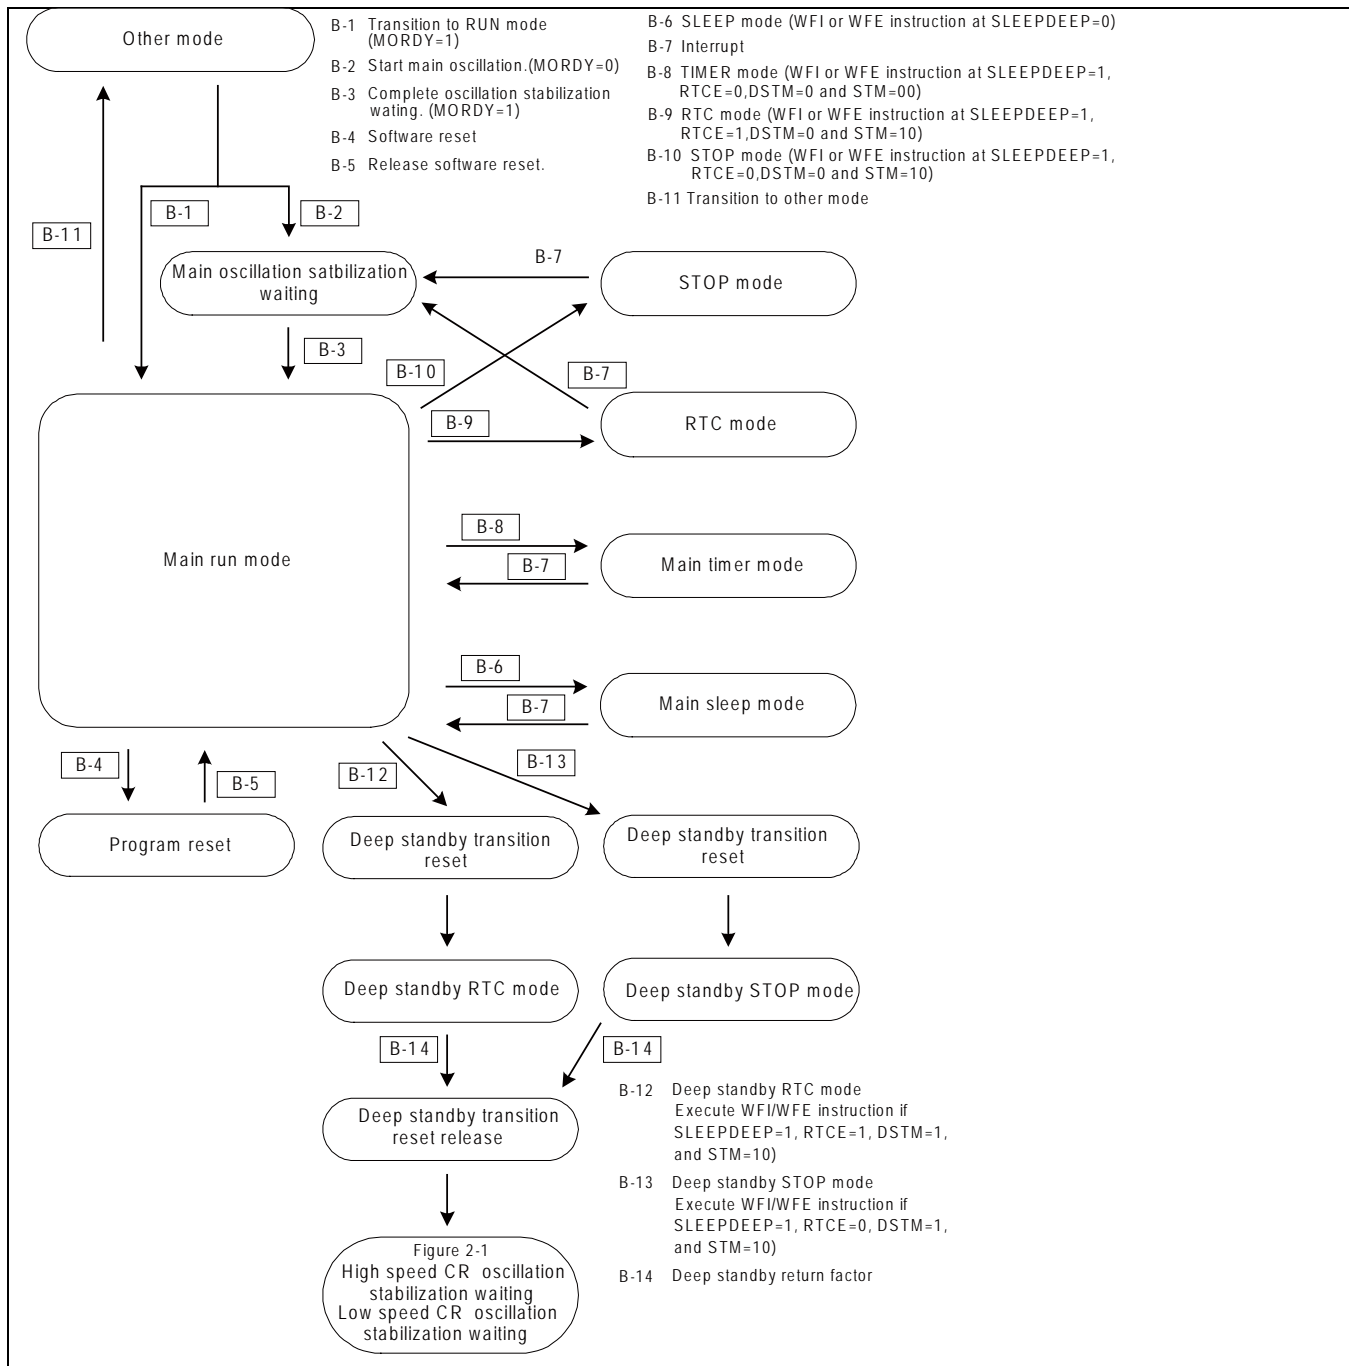 Other mode
B-1 Transition to RUN mode
(MORDY=1)
B-2 Start main oscillation.(MORDY=0)
B-3 Complete oscillation stabilization
wating. (MORDY=1)
B-4 Software reset
B-5 Release software reset.
B-6 SLEEP mode (WFI or WFE instruction at SLEEPDEEP=0)
B-7 Interrupt
B-8 TIMER mode (WFI or WFE instruction at SLEEPDEEP=1,
RTCE=0,DSTM=0 and STM=00)
B-9 RTC mode (WFI or WFE instruction at SLEEPDEEP=1,
RTCE=1,DSTM=0 and STM=10)
B-10 STOP mode (WFI or WFE instruction at SLEEPDEEP=1,
RTCE=0,DSTM=0 and STM=10)
B-11 Transition to other mode
B-1
B-2
B-11
Main oscillation satbilization
waiting
B-7
STOP mode
B-3
B-10
B-7
B-9
RTC mode
Main run mode
B-8
B-7
Main timer mode
B-6
B-7
Main sleep mode
B-4
B-5
B-12
B-13
Program reset
Deep standby transition
reset
Deep standby transition
reset
Deep standby RTC mode
Deep standby STOP mode
B-14
B-14
Deep standby transition
reset release
B-12 Deep standby RTC mode
Execute WFI/WFE instruction if
SLEEPDEEP=1, RTCE=1, DSTM=1,
and STM=10)
B-13 Deep standby STOP mode
Execute WFI/WFE instruction if
SLEEPDEEP=1, RTCE=0, DSTM=1,
and STM=10)
B-14 Deep standby return factor
Figure 2-1
High speed CR oscillation
stabilization waiting
Low speed CR oscillation
stabilization waiting